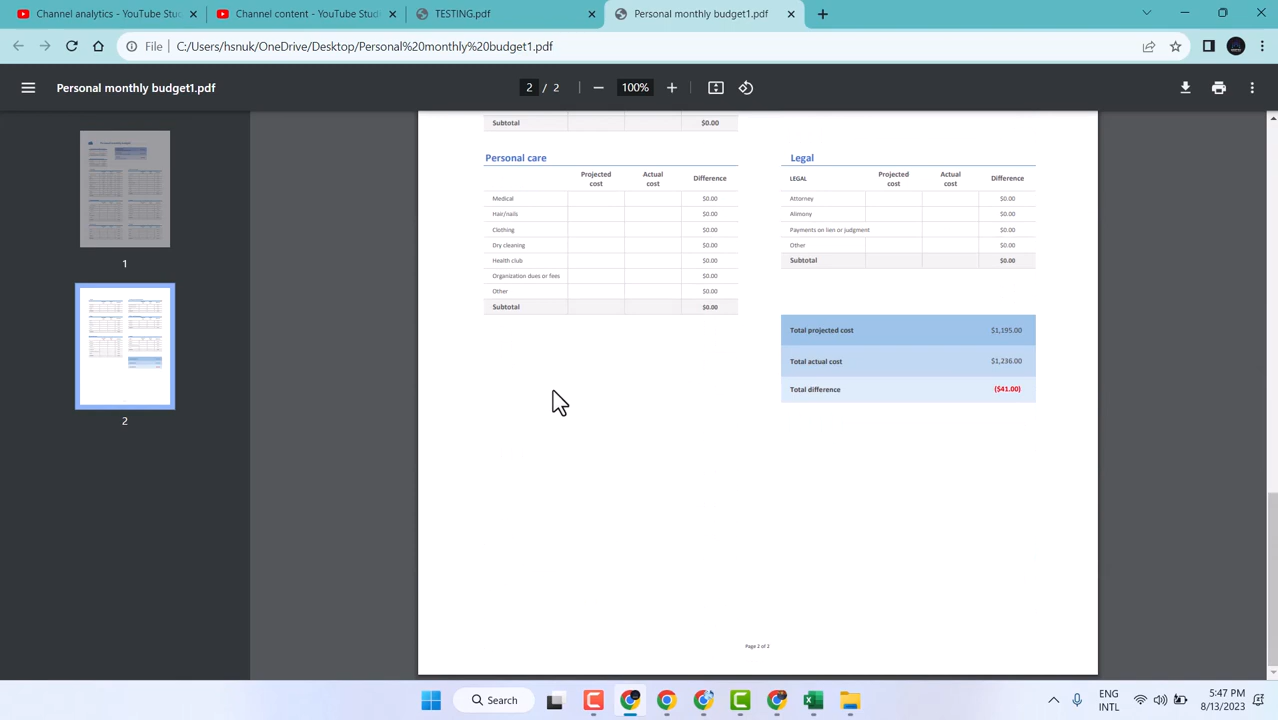 Channel dashboard - YouTube Stud
Channel content - YouTube Studio
TESTING.pdf
Personal monthly budget1.pdf
File
C:/Users/hsnuk/OneDrive/Desktop/Personal%20monthly%20budget1.pdf
Personal monthly budget1.pdf
2 / 2
100%
1
2
Subtotal $0.00
Personal care
Projected cost Actual cost Difference
Medical $0.00
Hair/nails $0.00
Clothing $0.00
Dry cleaning $0.00
Health club $0.00
Organization dues or fees $0.00
Other $0.00
Subtotal $0.00
Legal
LEGAL Projected cost Actual cost Difference
Attorney $0.00
Alimony $0.00
Payments on lien or judgment $0.00
Other $0.00
Subtotal $0.00
Total projected cost $1,195.00
Total actual cost $1,236.00
Total difference ($41.00)
Page 2 of 2
Search
ENG
INTL
5:47 PM
8/13/2023